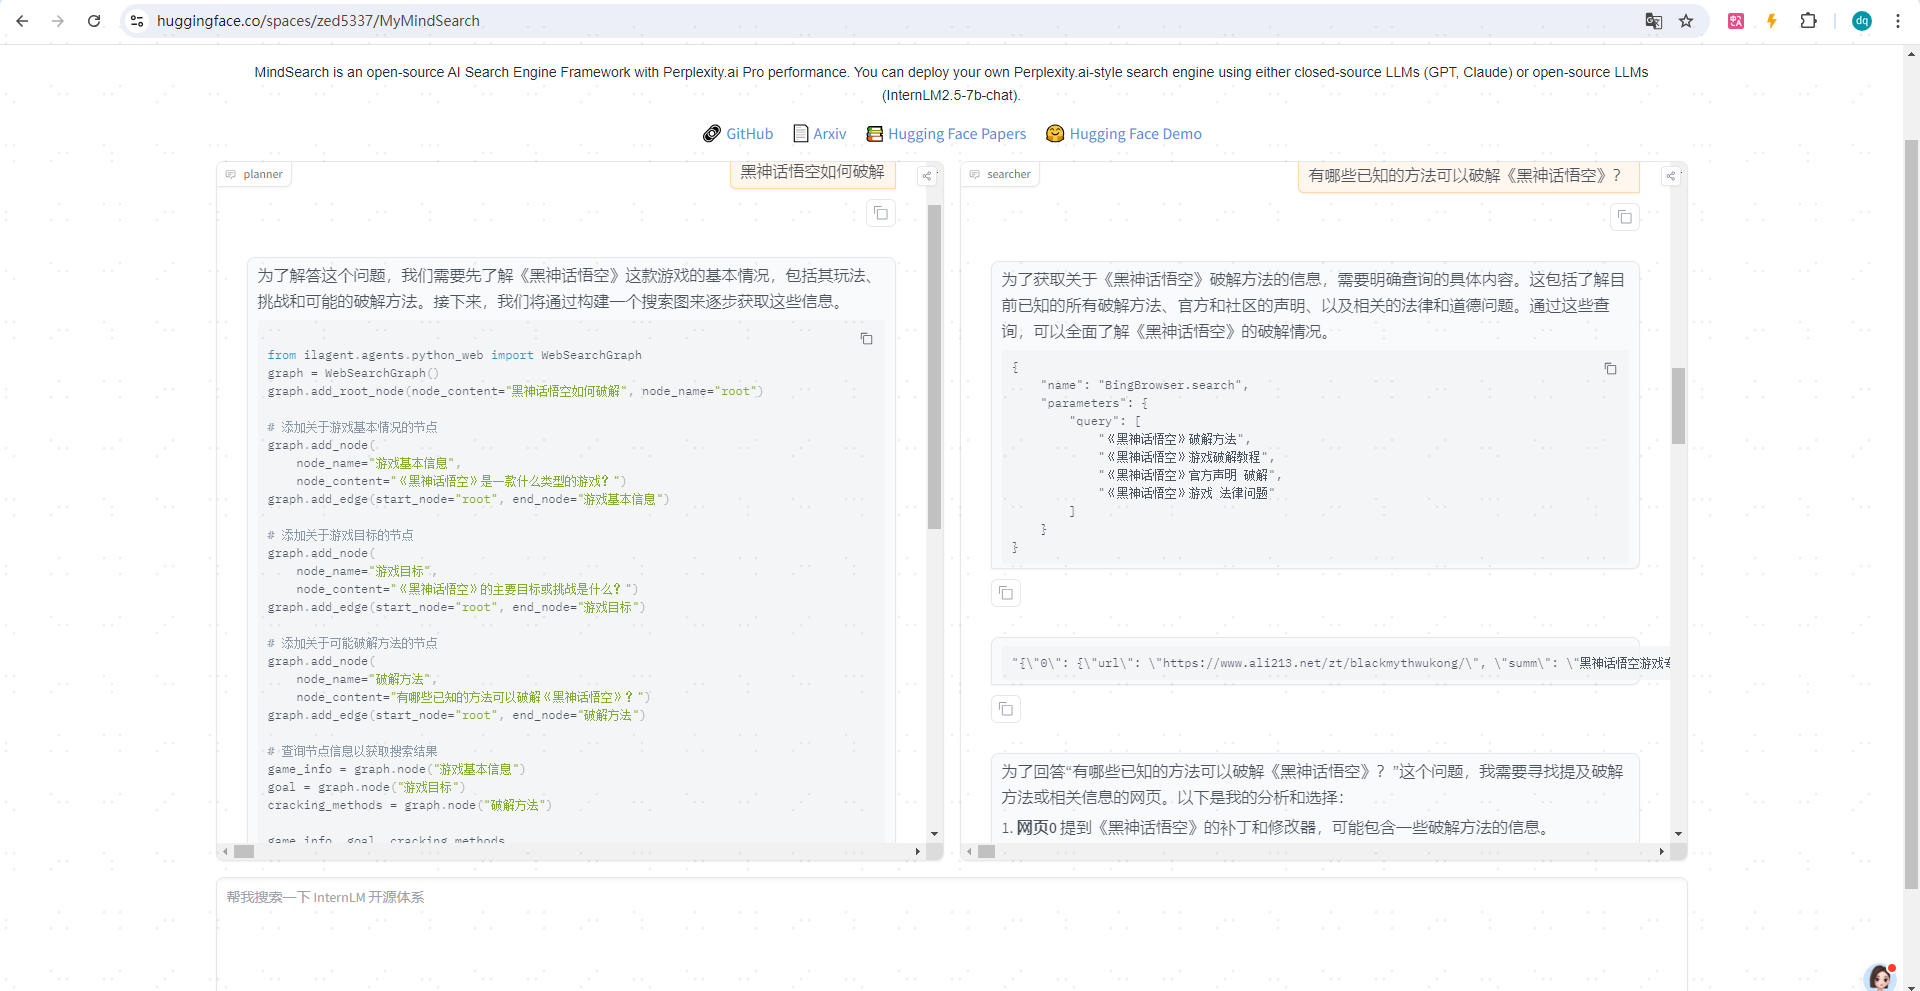 huggingface.co/spaces/zed5337/MyMindSearch
dq
MindSearch is an open-source AI Search Engine Framework with Perplexity.ai Pro performance. You can deploy your own Perplexity.ai-style search engine using either closed-source LLMs (GPT, Claude) or open-source LLMs
(InternLM2.5-7b-chat).
GitHub Arxiv Hugging Face Papers Hugging Face Demo
planner
黑神话悟空如何破解
为了解答这个问题，我们需要先了解《黑神话悟空》这款游戏的基本情况，包括其玩法、
挑战和可能的破解方法。接下来，我们将通过构建一个搜索图来逐步获取这些信息。
from ilagent.agents.python_web import WebSearchGraph
graph = WebSearchGraph()
graph.add_root_node(node_content="黑神话悟空如何破解", node_name="root")
# 添加关于游戏基本情况的节点
graph.add_node(
node_name="游戏基本信息",
node_content="《黑神话悟空》是一款什么类型的游戏？")
graph.add_edge(start_node="root", end_node="游戏基本信息")
# 添加关于游戏目标的节点
graph.add_node(
node_name="游戏目标",
node_content="《黑神话悟空》的主要目标或挑战是什么？")
graph.add_edge(start_node="root", end_node="游戏目标")
# 添加关于可能破解方法的节点
graph.add_node(
node_name="破解方法",
node_content="有哪些已知的方法可以破解《黑神话悟空》？")
graph.add_edge(start_node="root", end_node="破解方法")
# 查询节点信息以获取搜索结果
game_info = graph.node("游戏基本信息")
goal = graph.node("游戏目标")
cracking_methods = graph.node("破解方法")
game_info, goal, cracking_methods
searcher
有哪些已知的方法可以破解《黑神话悟空》？
为了获取关于《黑神话悟空》破解方法的信息，需要明确查询的具体内容。这包括了解目
前已知的所有破解方法、官方和社区的声明、以及相关的法律和道德问题。通过这些查
询，可以全面了解《黑神话悟空》的破解情况。
{
"name": "BingBrowser.search",
"parameters": {
"query": [
"《黑神话悟空》破解方法",
"《黑神话悟空》游戏破解教程",
"《黑神话悟空》官方声明 破解",
"《黑神话悟空》游戏 法律问题"
]
}
}
"{\"0\": {\"url\": \"https://www.ali213.net/zt/blackmythwukong/\", \"summ\": \"黑神话悟空游戏专
为了回答“有哪些已知的方法可以破解《黑神话悟空》？”这个问题，我需要寻找提及破解
方法或相关信息的网页。以下是我的分析和选择：
1. 网页0 提到《黑神话悟空》的补丁和修改器，可能包含一些破解方法的信息。
帮我搜索一下 InternLM 开源体系